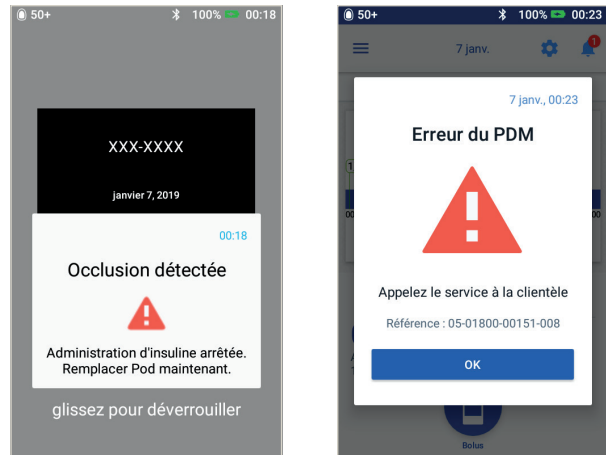 50+
100% 00:18
XXX-XXXX
janvier 7, 2019
00:18
Occlusion détectée
Administration d'insuline arrêtée.
Remplacer Pod maintenant.
glissez pour déverrouiller
50+
100% 00:23
7 janv.
1
7 janv., 00:23
Erreur du PDM
Appelez le service à la clientèle
Référence : 05-01800-00151-008
OK
Bolus